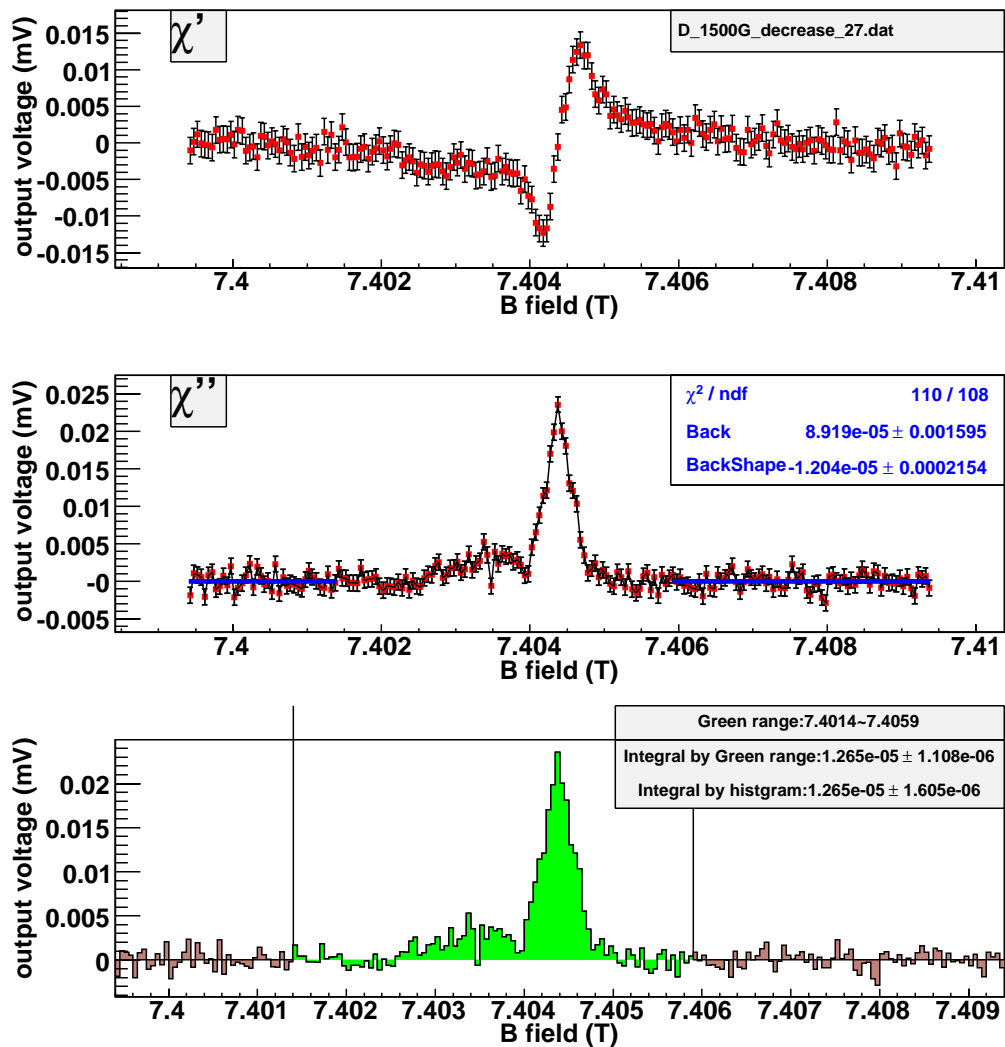 χ’
D_1500G_decrease_27.dat
output voltage (mV)
0.015
0.01
0.005
0
-0.005
-0.01
-0.015
7.4 7.402 7.404 7.406 7.408 7.41
B field (T)
χ’’
χ² / ndf 110 / 108
Back 8.919e-05 ± 0.001595
BackShape -1.204e-05 ± 0.0002154
output voltage (mV)
0.025
0.02
0.015
0.01
0.005
-0
-0.005
7.4 7.402 7.404 7.406 7.408 7.41
B field (T)
Green range:7.4014~7.4059
Integral by Green range:1.265e-05 ± 1.108e-06
Integral by histgram:1.265e-05 ± 1.605e-06
output voltage (mV)
0.02
0.015
0.01
0.005
0
7.4 7.401 7.402 7.403 7.404 7.405 7.406 7.407 7.408 7.409
B field (T)